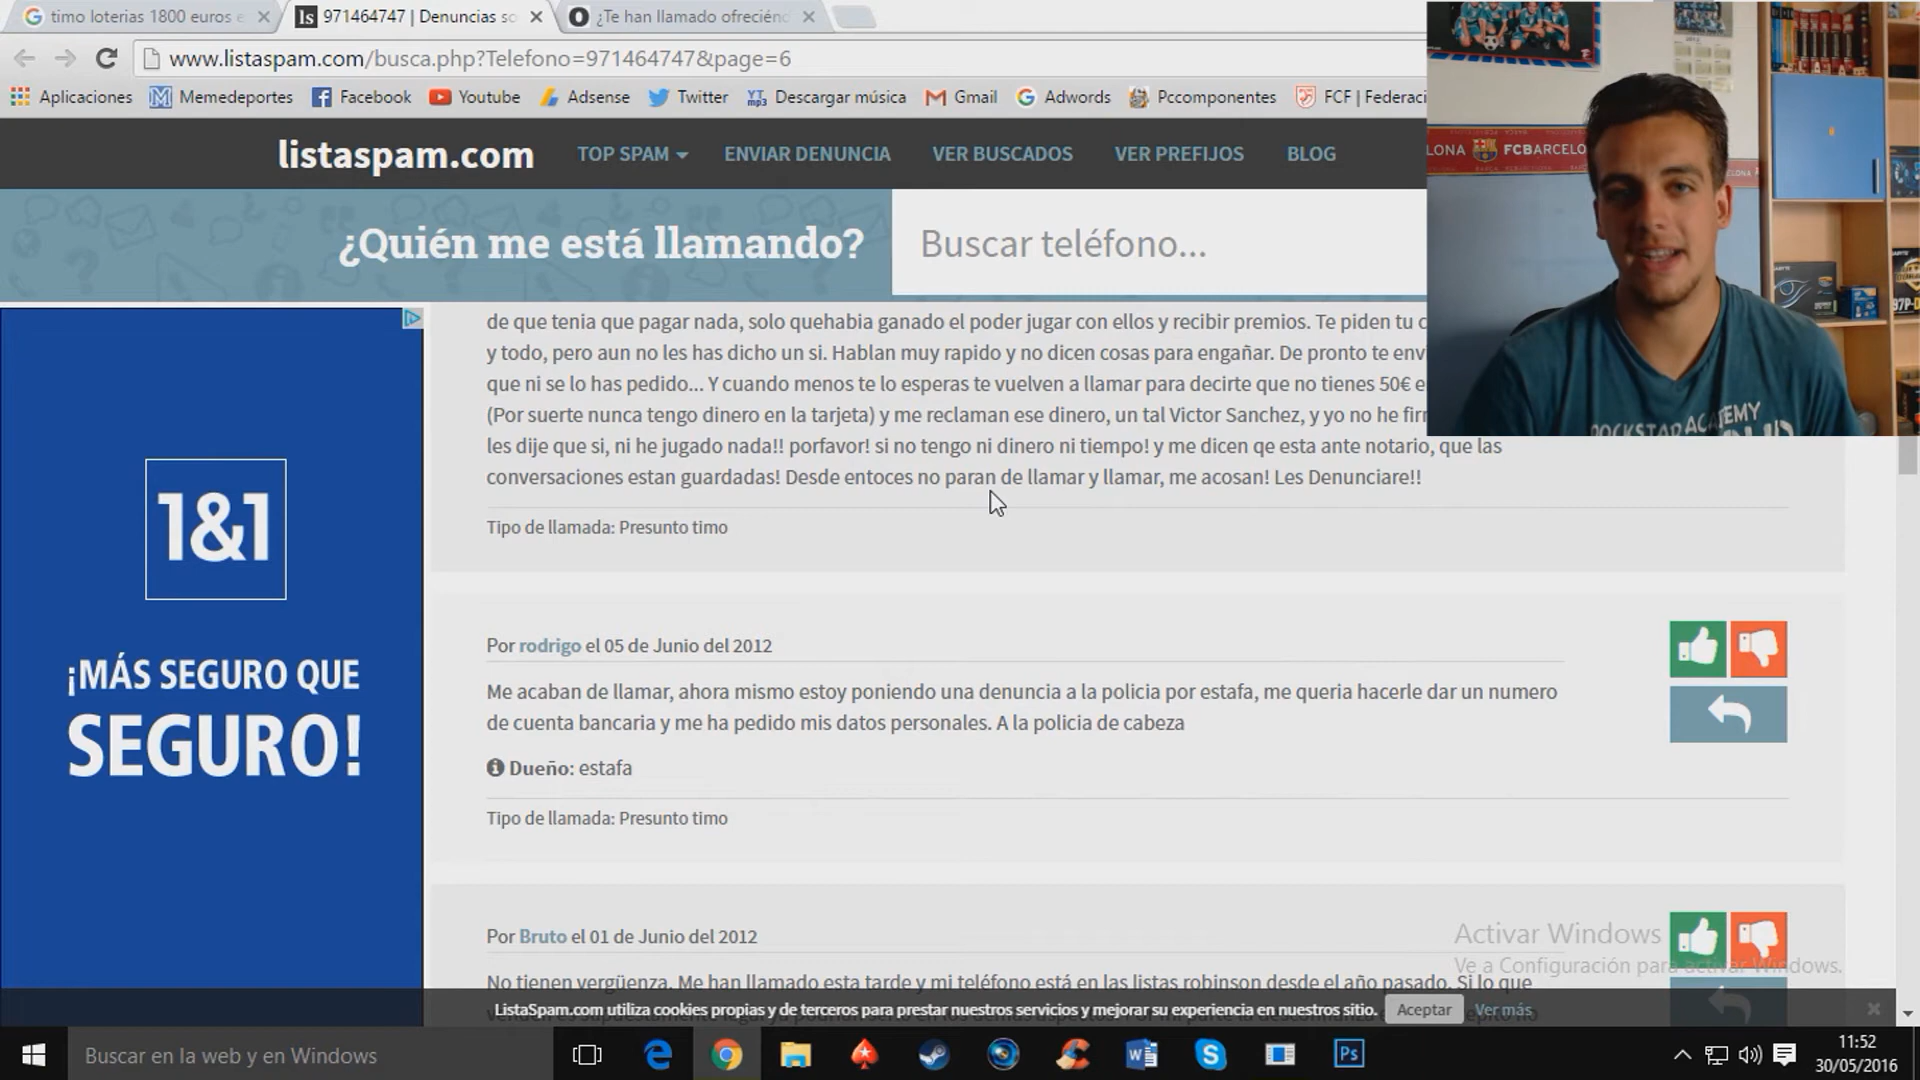 timo loterias 1800 euros e
971464747 | Denuncias so
¿Te han llamado ofrecién
www.listaspam.com/busca.php?Telefono=971464747&page=6
Aplicaciones
Memedeportes
Facebook
Youtube
Adsense
Twitter
Descargar música
Gmail
Adwords
Pccomponentes
FCF | Federaci
listaspam.com
TOP SPAM
ENVIAR DENUNCIA
VER BUSCADOS
VER PREFIJOS
BLOG
LONA FCBARCELO
¿Quién me está llamando?
Buscar teléfono...
97P-D
de que tenia que pagar nada, solo quehabia ganado el poder jugar con ellos y recibir premios. Te piden tu c
y todo, pero aun no les has dicho un si. Hablan muy rapido y no dicen cosas para engañar. De pronto te envi
que ni se lo has pedido... Y cuando menos te lo esperas te vuelven a llamar para decirte que no tienes 50€ e
(Por suerte nunca tengo dinero en la tarjeta) y me reclaman ese dinero, un tal Victor Sanchez, y yo no he fir
les dije que si, ni he jugado nada!! porfavor! si no tengo ni dinero ni tiempo! y me dicen qe esta ante notario, que las
conversaciones estan guardadas! Desde entoces no paran de llamar y llamar, me acosan! Les Denunciare!!
Tipo de llamada: Presunto timo
ROCKSTAR ACADEMY
1&1
¡MÁS SEGURO QUE
SEGURO!
Por rodrigo el 05 de Junio del 2012
Me acaban de llamar, ahora mismo estoy poniendo una denuncia a la policia por estafa, me queria hacerle dar un numero
de cuenta bancaria y me ha pedido mis datos personales. A la policia de cabeza
Dueño: estafa
Tipo de llamada: Presunto timo
Por Bruto el 01 de Junio del 2012
No tienen vergüenza. Me han llamado esta tarde y mi teléfono está en las listas robinson desde el año pasado. Si lo que
Activar Windows
Ve a Configuración para activar Windows.
ListaSpam.com utiliza cookies propias y de terceros para prestar nuestros servicios y mejorar su experiencia en nuestros sitio.
Aceptar
Ver más
Buscar en la web y en Windows
11:52
30/05/2016